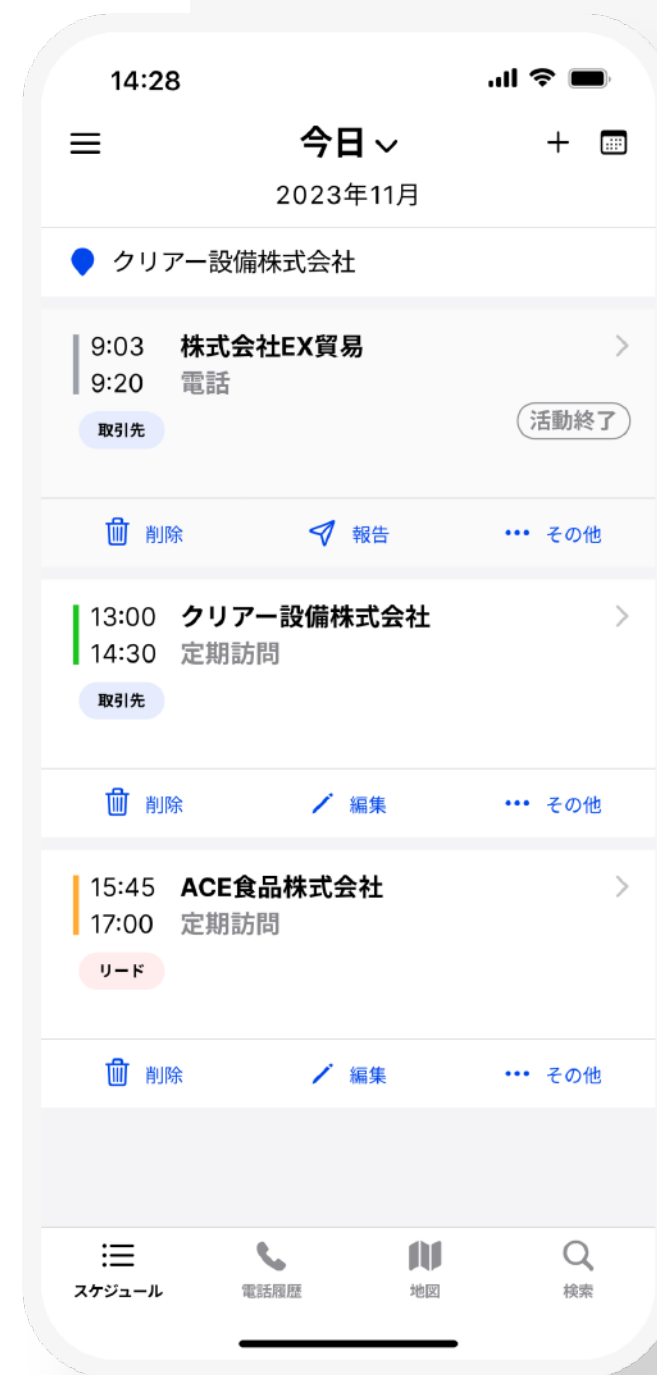 14:28
今日
2023年11月
クリアー設備株式会社
9:03 株式会社EX貿易
9:20 電話
取引先
活動終了
削除 報告 その他
13:00 クリアー設備株式会社
14:30 定期訪問
取引先
削除 編集 その他
15:45 ACE食品株式会社
17:00 定期訪問
リード
削除 編集 その他
スケジュール 電話履歴 地図 検索